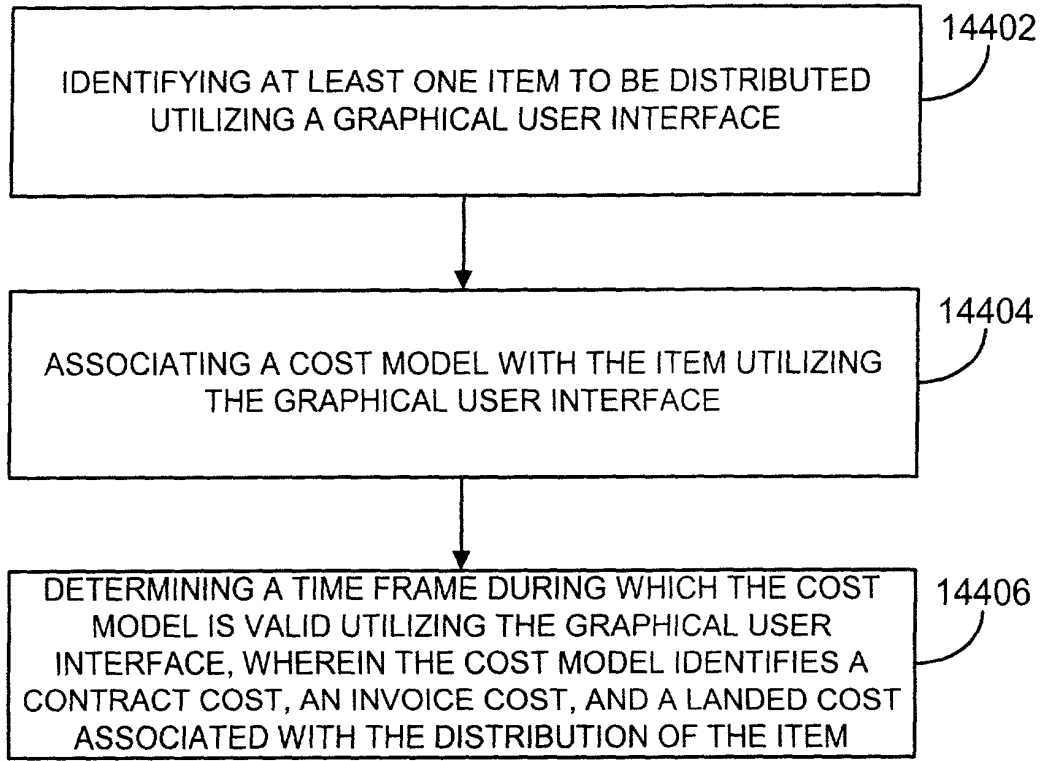 14402
IDENTIFYING AT LEAST ONE ITEM TO BE DISTRIBUTED
UTILIZING A GRAPHICAL USER INTERFACE
14404
ASSOCIATING A COST MODEL WITH THE ITEM UTILIZING
THE GRAPHICAL USER INTERFACE
14406
DETERMINING A TIME FRAME DURING WHICH THE COST
MODEL IS VALID UTILIZING THE GRAPHICAL USER
INTERFACE, WHEREIN THE COST MODEL IDENTIFIES A
CONTRACT COST, AN INVOICE COST, AND A LANDED COST
ASSOCIATED WITH THE DISTRIBUTION OF THE ITEM